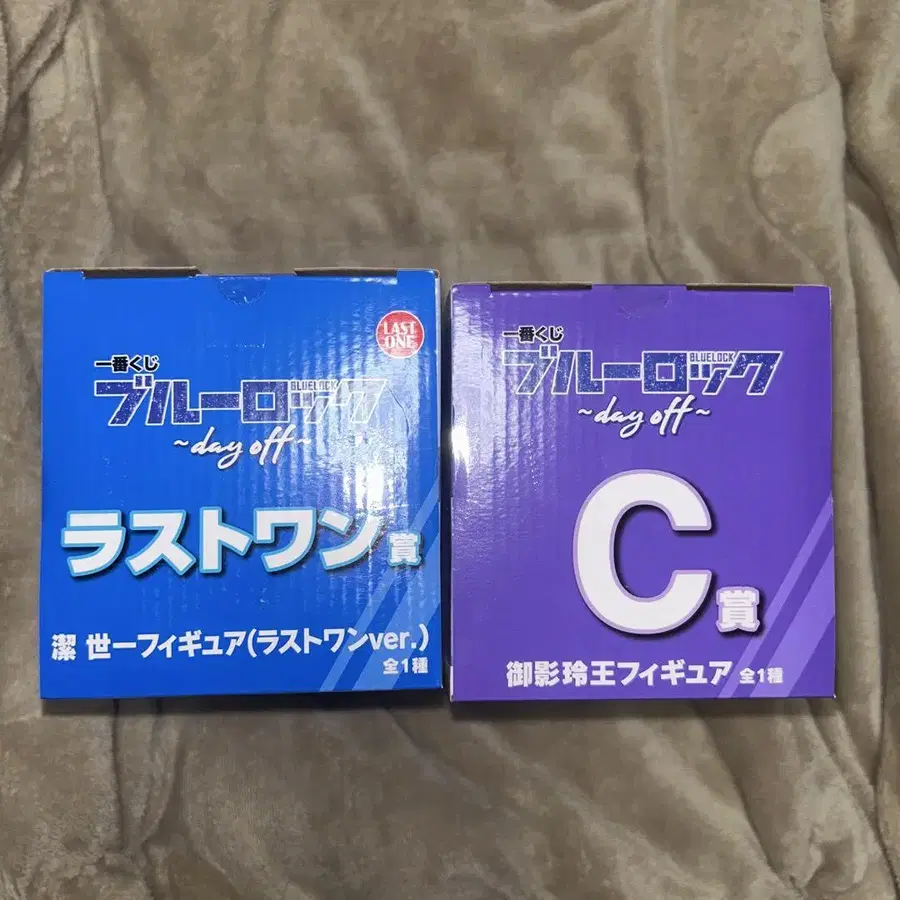 LAST
ONE
一番くじ
ブルーロック
BLUELOCK
~day off~
ラストワン賞
潔 世一フィギュア(ラストワンver.)
全1種
一番くじ
ブルーロック
BLUELOCK
~day off~
C賞
御影玲王フィギュア 全1種